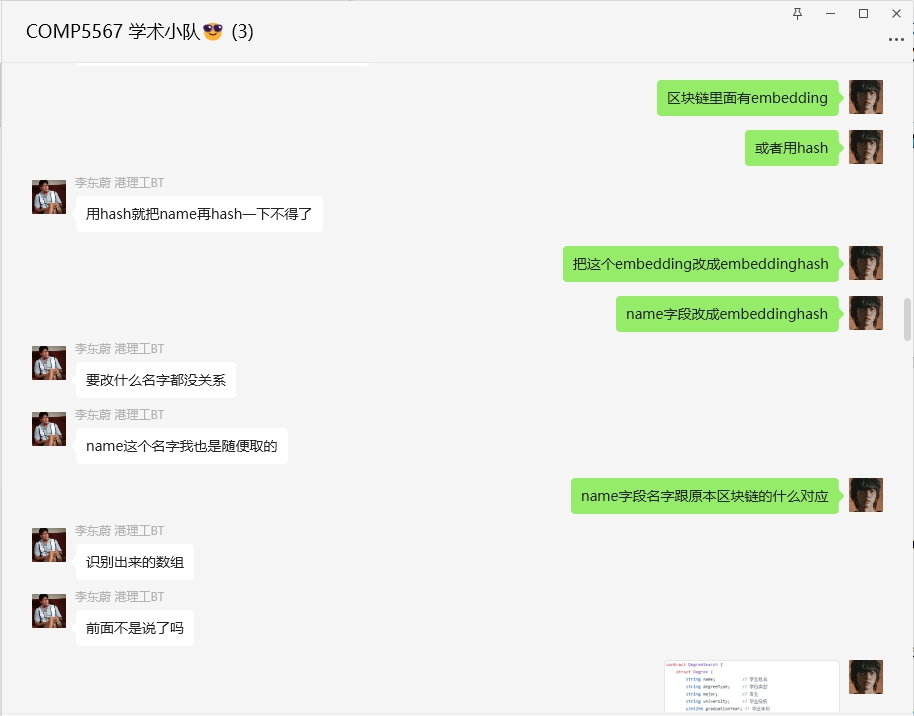 COMP5567 学术小队😎 (3)
区块链里面有embedding
或者用hash
李东蔚 港理工BT
用hash就把name再hash一下不得了
把这个embedding改成embeddinghash
name字段改成embeddinghash
李东蔚 港理工BT
要改什么名字都没关系
李东蔚 港理工BT
name这个名字我也是随便取的
name字段名字跟原本区块链的什么对应
李东蔚 港理工BT
识别出来的数组
李东蔚 港理工BT
前面不是说了吗
contract DegreeSearch {
struct Degree {
string name; // 学生姓名
string degreeType; // 学位类型
string major; // 专业
string university; // 毕业院校
uint256 graduationYear; // 毕业年份